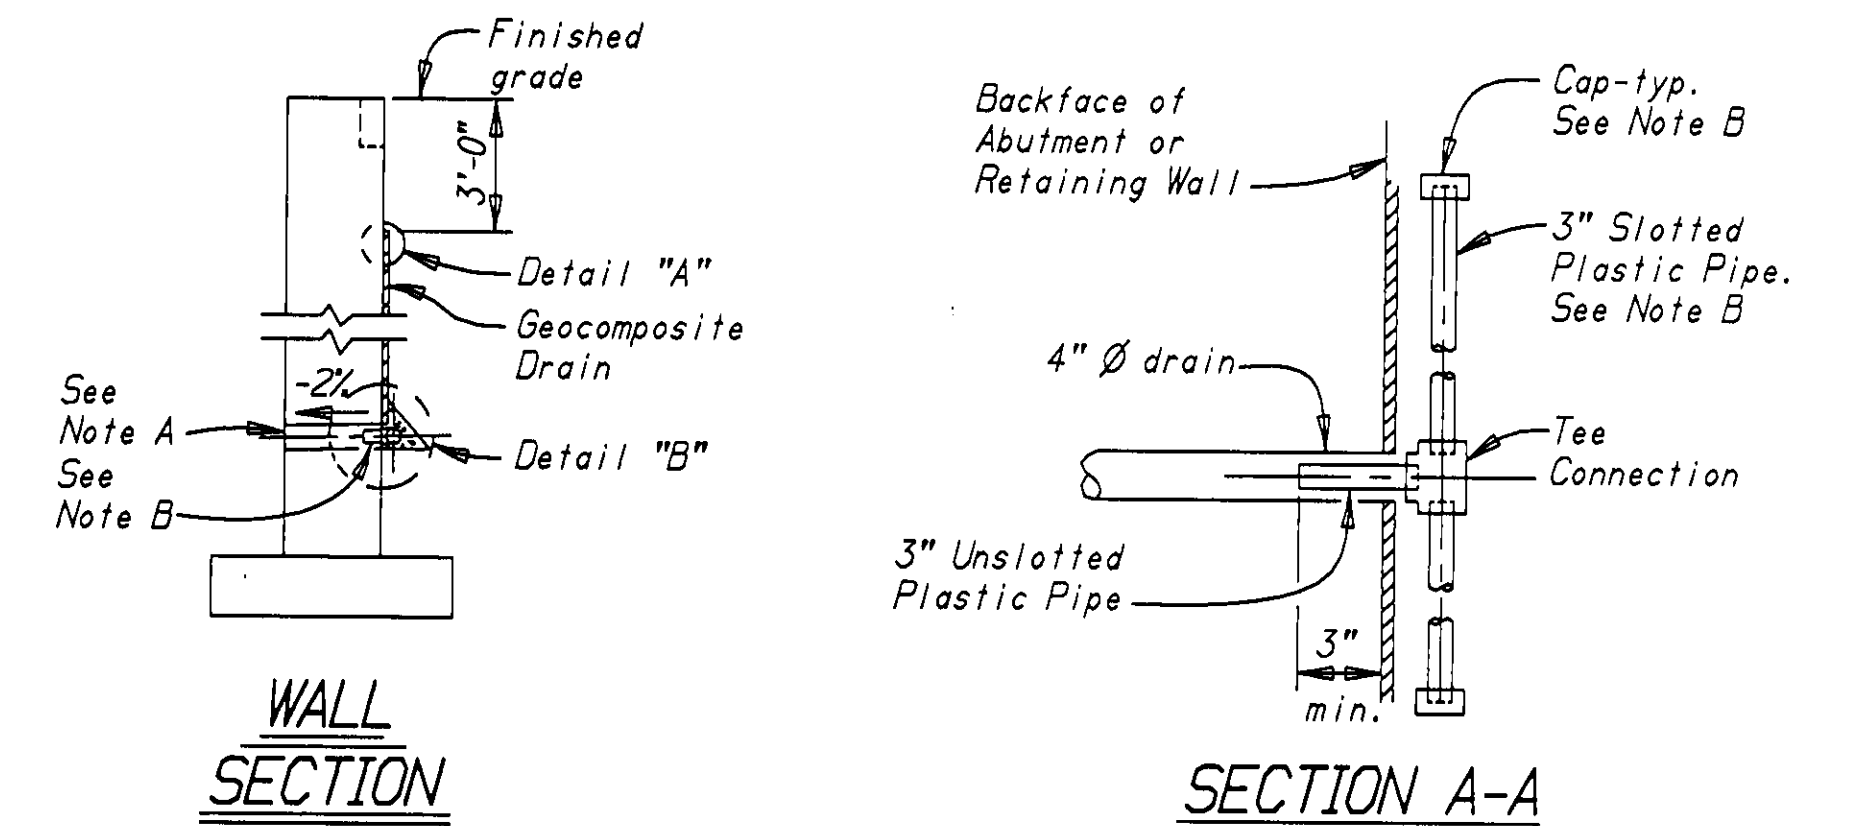 Finished
grade
3'-0"
Detail "A"
Geocomposite
Drain
-2%
See
Note A
See
Note B
Detail "B"
WALL
SECTION
Backface of
Abutment or
Retaining Wall
Cap-typ.
See Note B
3" Slotted
Plastic Pipe.
See Note B
4" Ø drain
Tee
Connection
3" Unslotted
Plastic Pipe
3"
min.
SECTION A-A